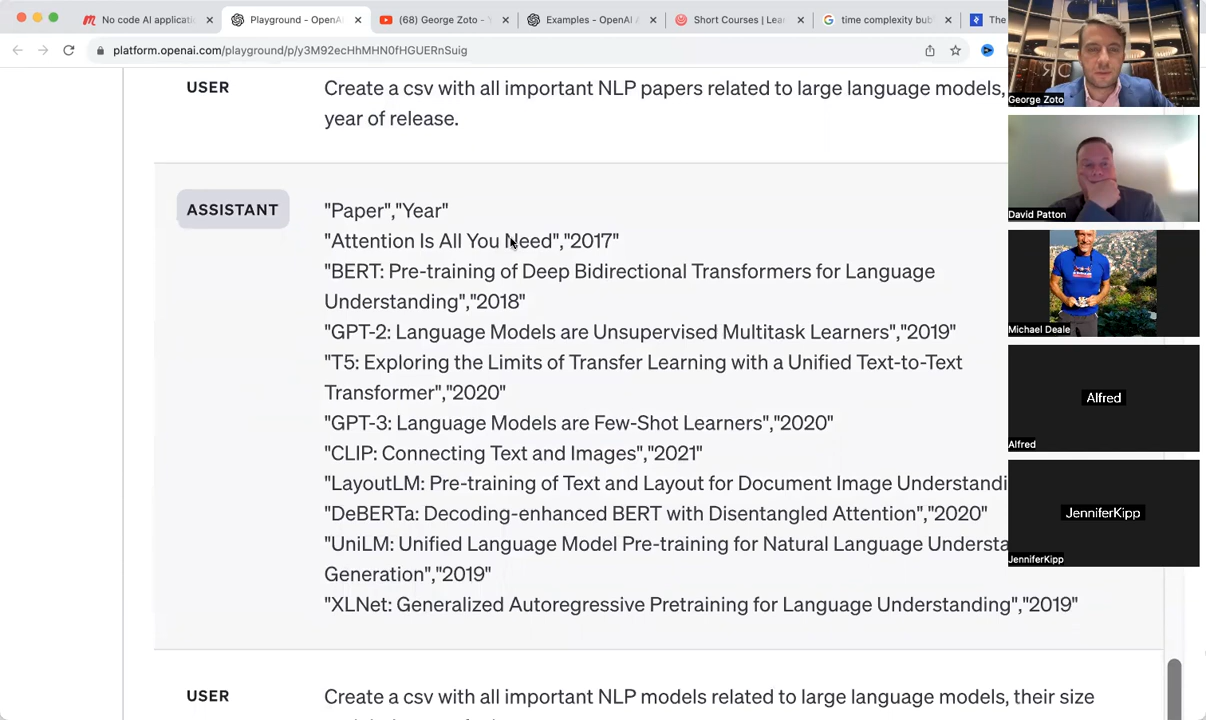 No code AI applicati
Playground - OpenAI
(68) George Zoto -
Examples - OpenAI
Short Courses | Lear
time complexity bub
The
platform.openai.com/playground/p/y3M92ecHhMHN0fHGUERnSuig
USER
Create a csv with all important NLP papers related to large language models,
year of release.
ASSISTANT
"Paper","Year"
"Attention Is All You Need","2017"
"BERT: Pre-training of Deep Bidirectional Transformers for Language
Understanding","2018"
"GPT-2: Language Models are Unsupervised Multitask Learners","2019"
"T5: Exploring the Limits of Transfer Learning with a Unified Text-to-Text
Transformer","2020"
"GPT-3: Language Models are Few-Shot Learners","2020"
"CLIP: Connecting Text and Images","2021"
"LayoutLM: Pre-training of Text and Layout for Document Image Understandi
"DeBERTa: Decoding-enhanced BERT with Disentangled Attention","2020"
"UniLM: Unified Language Model Pre-training for Natural Language Understa
Generation","2019"
"XLNet: Generalized Autoregressive Pretraining for Language Understanding","2019"
USER
Create a csv with all important NLP models related to large language models, their size
George Zoto
David Patton
Michael Deale
Alfred
Alfred
JenniferKipp
JenniferKipp